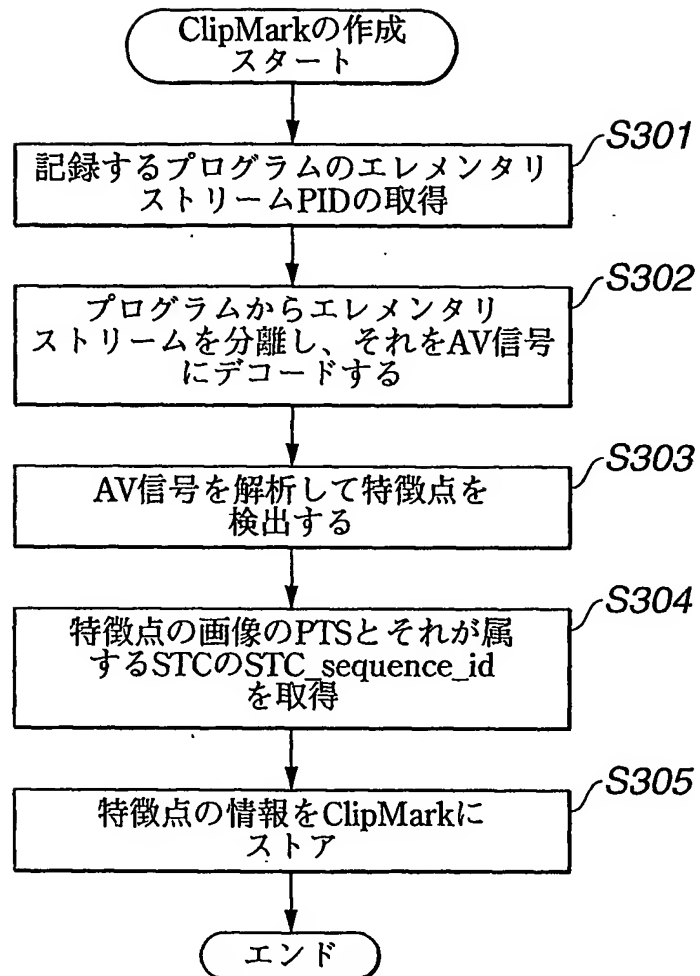 ClipMarkの作成
スタート
S301
記録するプログラムのエレメンタリ
ストリームPIDの取得
S302
プログラムからエレメンタリ
ストリームを分離し、それをAV信号
にデコードする
S303
AV信号を解析して特徴点を
検出する
S304
特徴点の画像のPTSとそれが属
するSTCのSTC_sequence_id
を取得
S305
特徴点の情報をClipMarkに
ストア
エンド